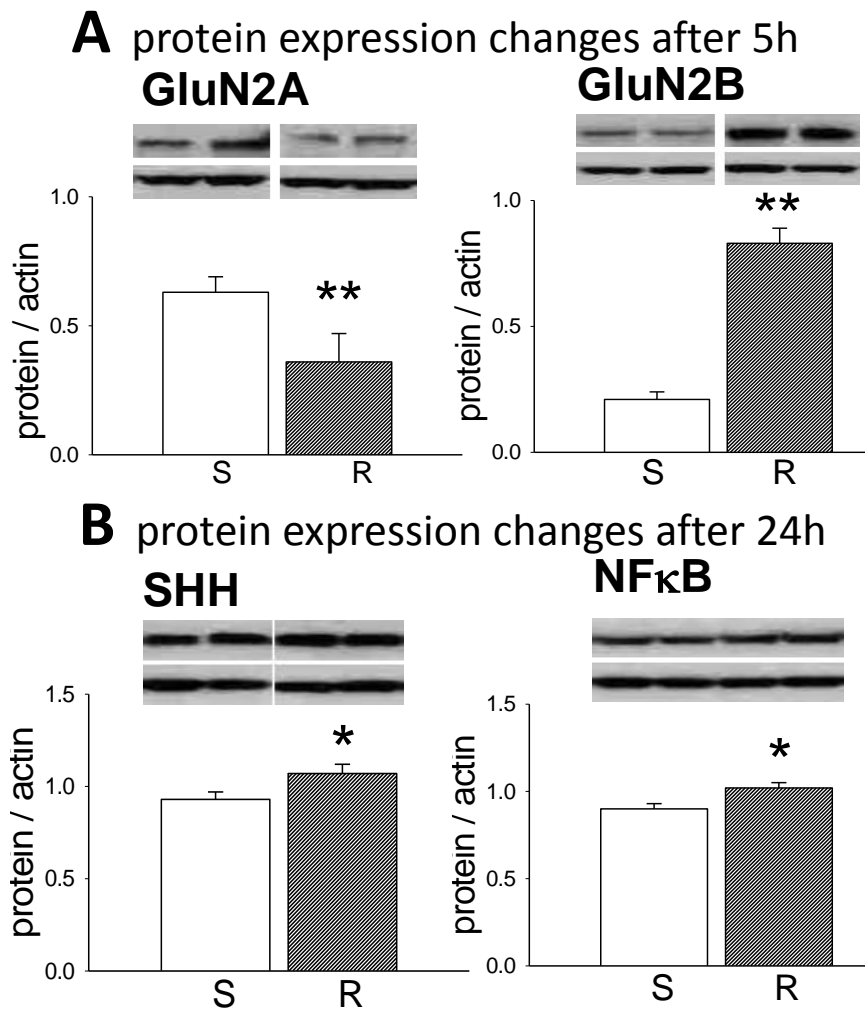 A protein expression changes after 5h
GluN2A
GluN2B
1.0
0.5
0.0
protein / actin
**
S R
1.0
0.5
0.0
protein / actin
**
S R
B protein expression changes after 24h
SHH
NFκB
1.5
1.0
0.5
0.0
protein / actin
*
S R
1.5
1.0
0.5
0.0
protein / actin
*
S R